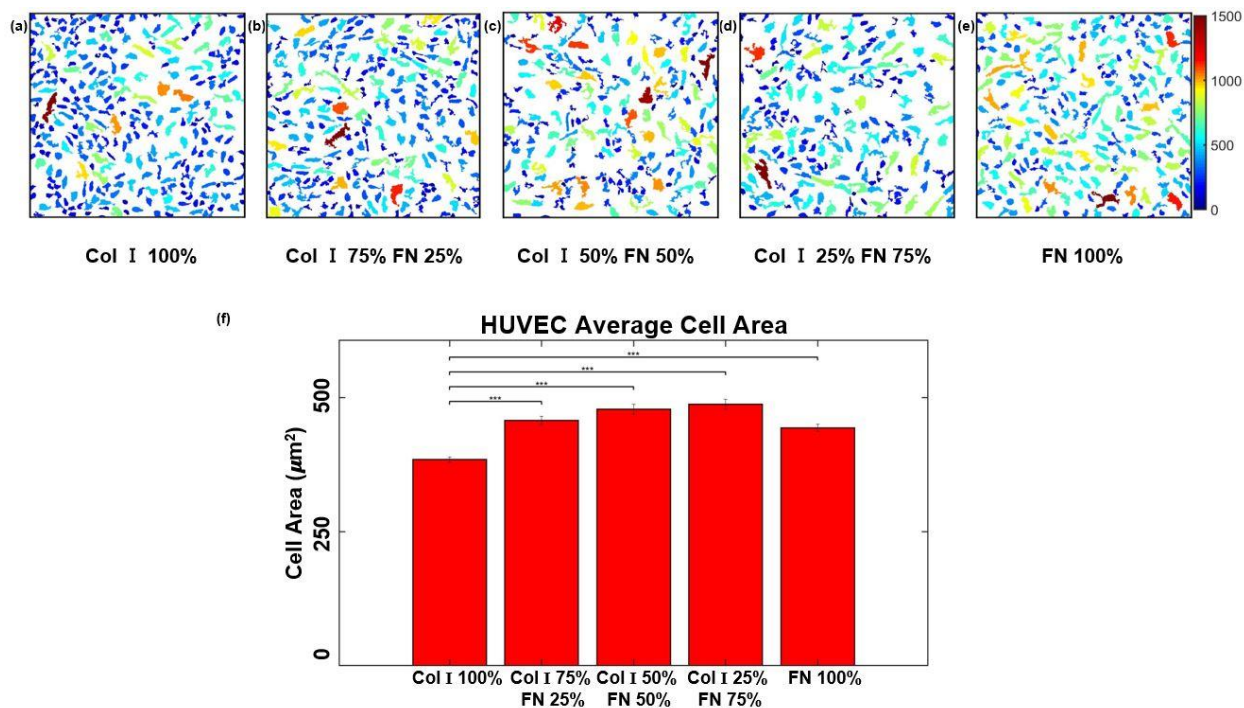 (a)
(b)
(c)
(d)
(e)
1500
1000
500
0
Col I 100%
Col I 75% FN 25%
Col I 50% FN 50%
Col I 25% FN 75%
FN 100%
(f)
HUVEC Average Cell Area
***
***
***
***
500
250
0
Cell Area (μm²)
Col I 100%
Col I 75%
FN 25%
Col I 50%
FN 50%
Col I 25%
FN 75%
FN 100%